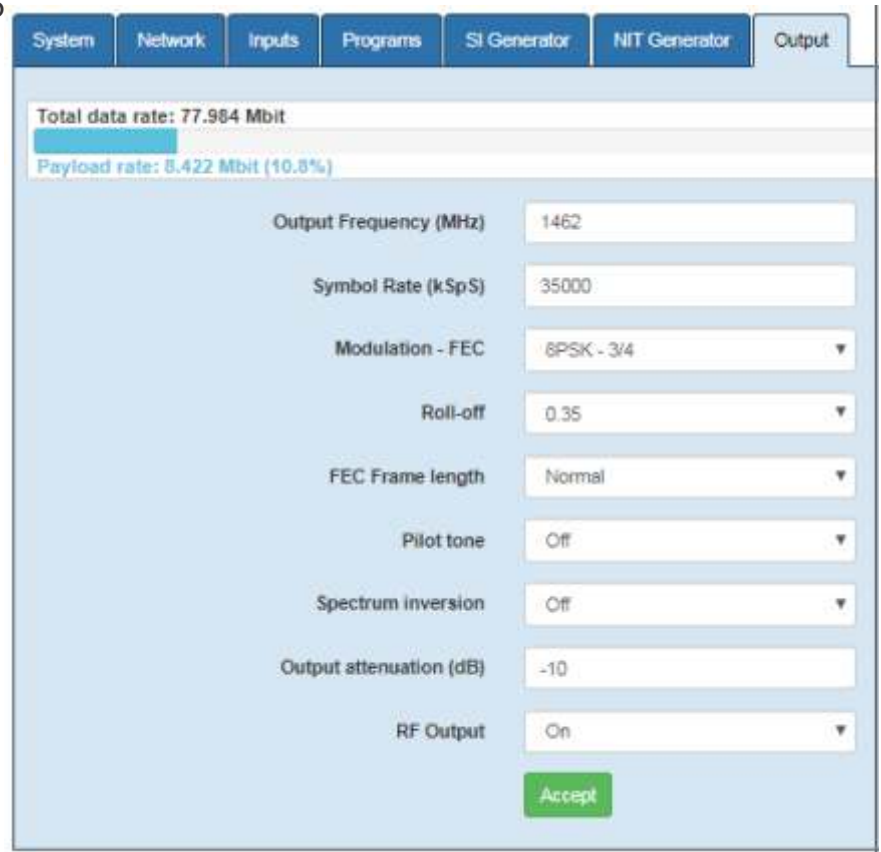 System Network Inputs Programs SI Generator NIT Generator Output
Total data rate: 77.984 Mbit
Payload rate: 8.422 Mbit (10.8%)
Output Frequency (MHz) 1462
Symbol Rate (kSpS) 35000
Modulation - FEC 8PSK - 3/4
Roll-off 0.35
FEC Frame length Normal
Pilot tone Off
Spectrum inversion Off
Output attenuation (dB) -10
RF Output On
Accept